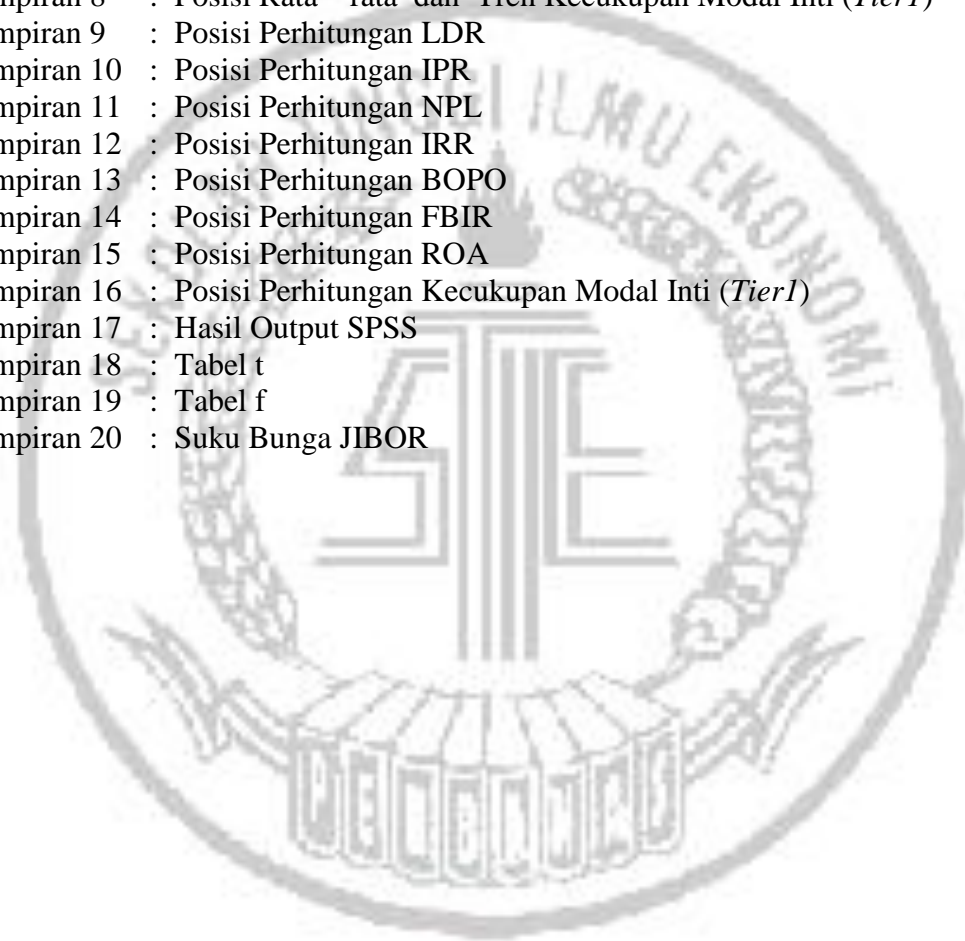 mpiran 8 : Posisi Rata – rata dan Tren Kecukupan Modal Inti (Tier1)
mpiran 9 : Posisi Perhitungan LDR
mpiran 10 : Posisi Perhitungan IPR
mpiran 11 : Posisi Perhitungan NPL
mpiran 12 : Posisi Perhitungan IRR
mpiran 13 : Posisi Perhitungan BOPO
mpiran 14 : Posisi Perhitungan FBIR
mpiran 15 : Posisi Perhitungan ROA
mpiran 16 : Posisi Perhitungan Kecukupan Modal Inti (Tier1)
mpiran 17 : Hasil Output SPSS
mpiran 18 : Tabel t
mpiran 19 : Tabel f
mpiran 20 : Suku Bunga JIBOR
ILMU EKONOMI